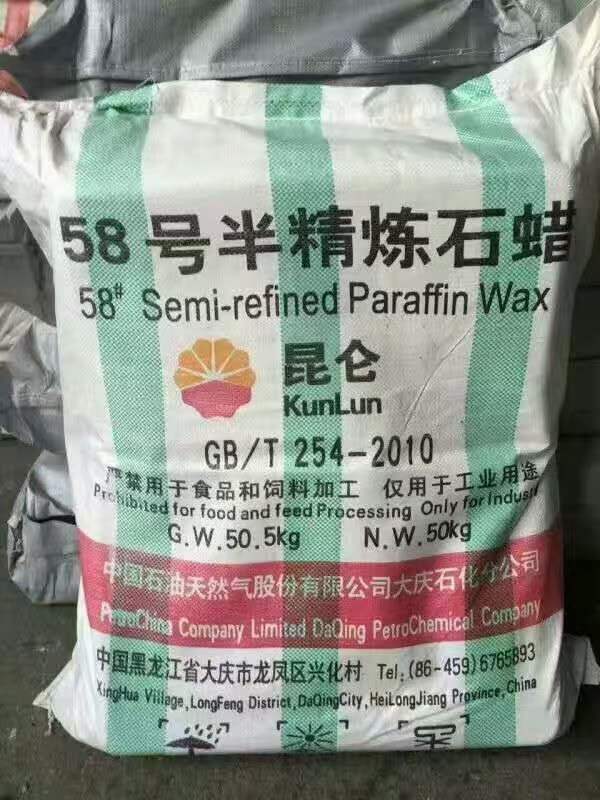 58号半精炼石蜡
58# Semi-refined Paraffin Wax
昆仑
KunLun
GB/T 254-2010
严禁用于食品和饲料加工 仅用于工业用途
Prohibited for food and feed Processing Only for Indust
G.W.50.5kg N.W.50kg
中国石油天然气股份有限公司大庆石化分公司
PetroChina Company Limited DaQing PetroChemical Company
中国黑龙江省大庆市龙凤区兴化村 Tel:(86-459)6765893
XingHua Village,LongFeng District,DaQingCity,HeiLongJiang Province,China